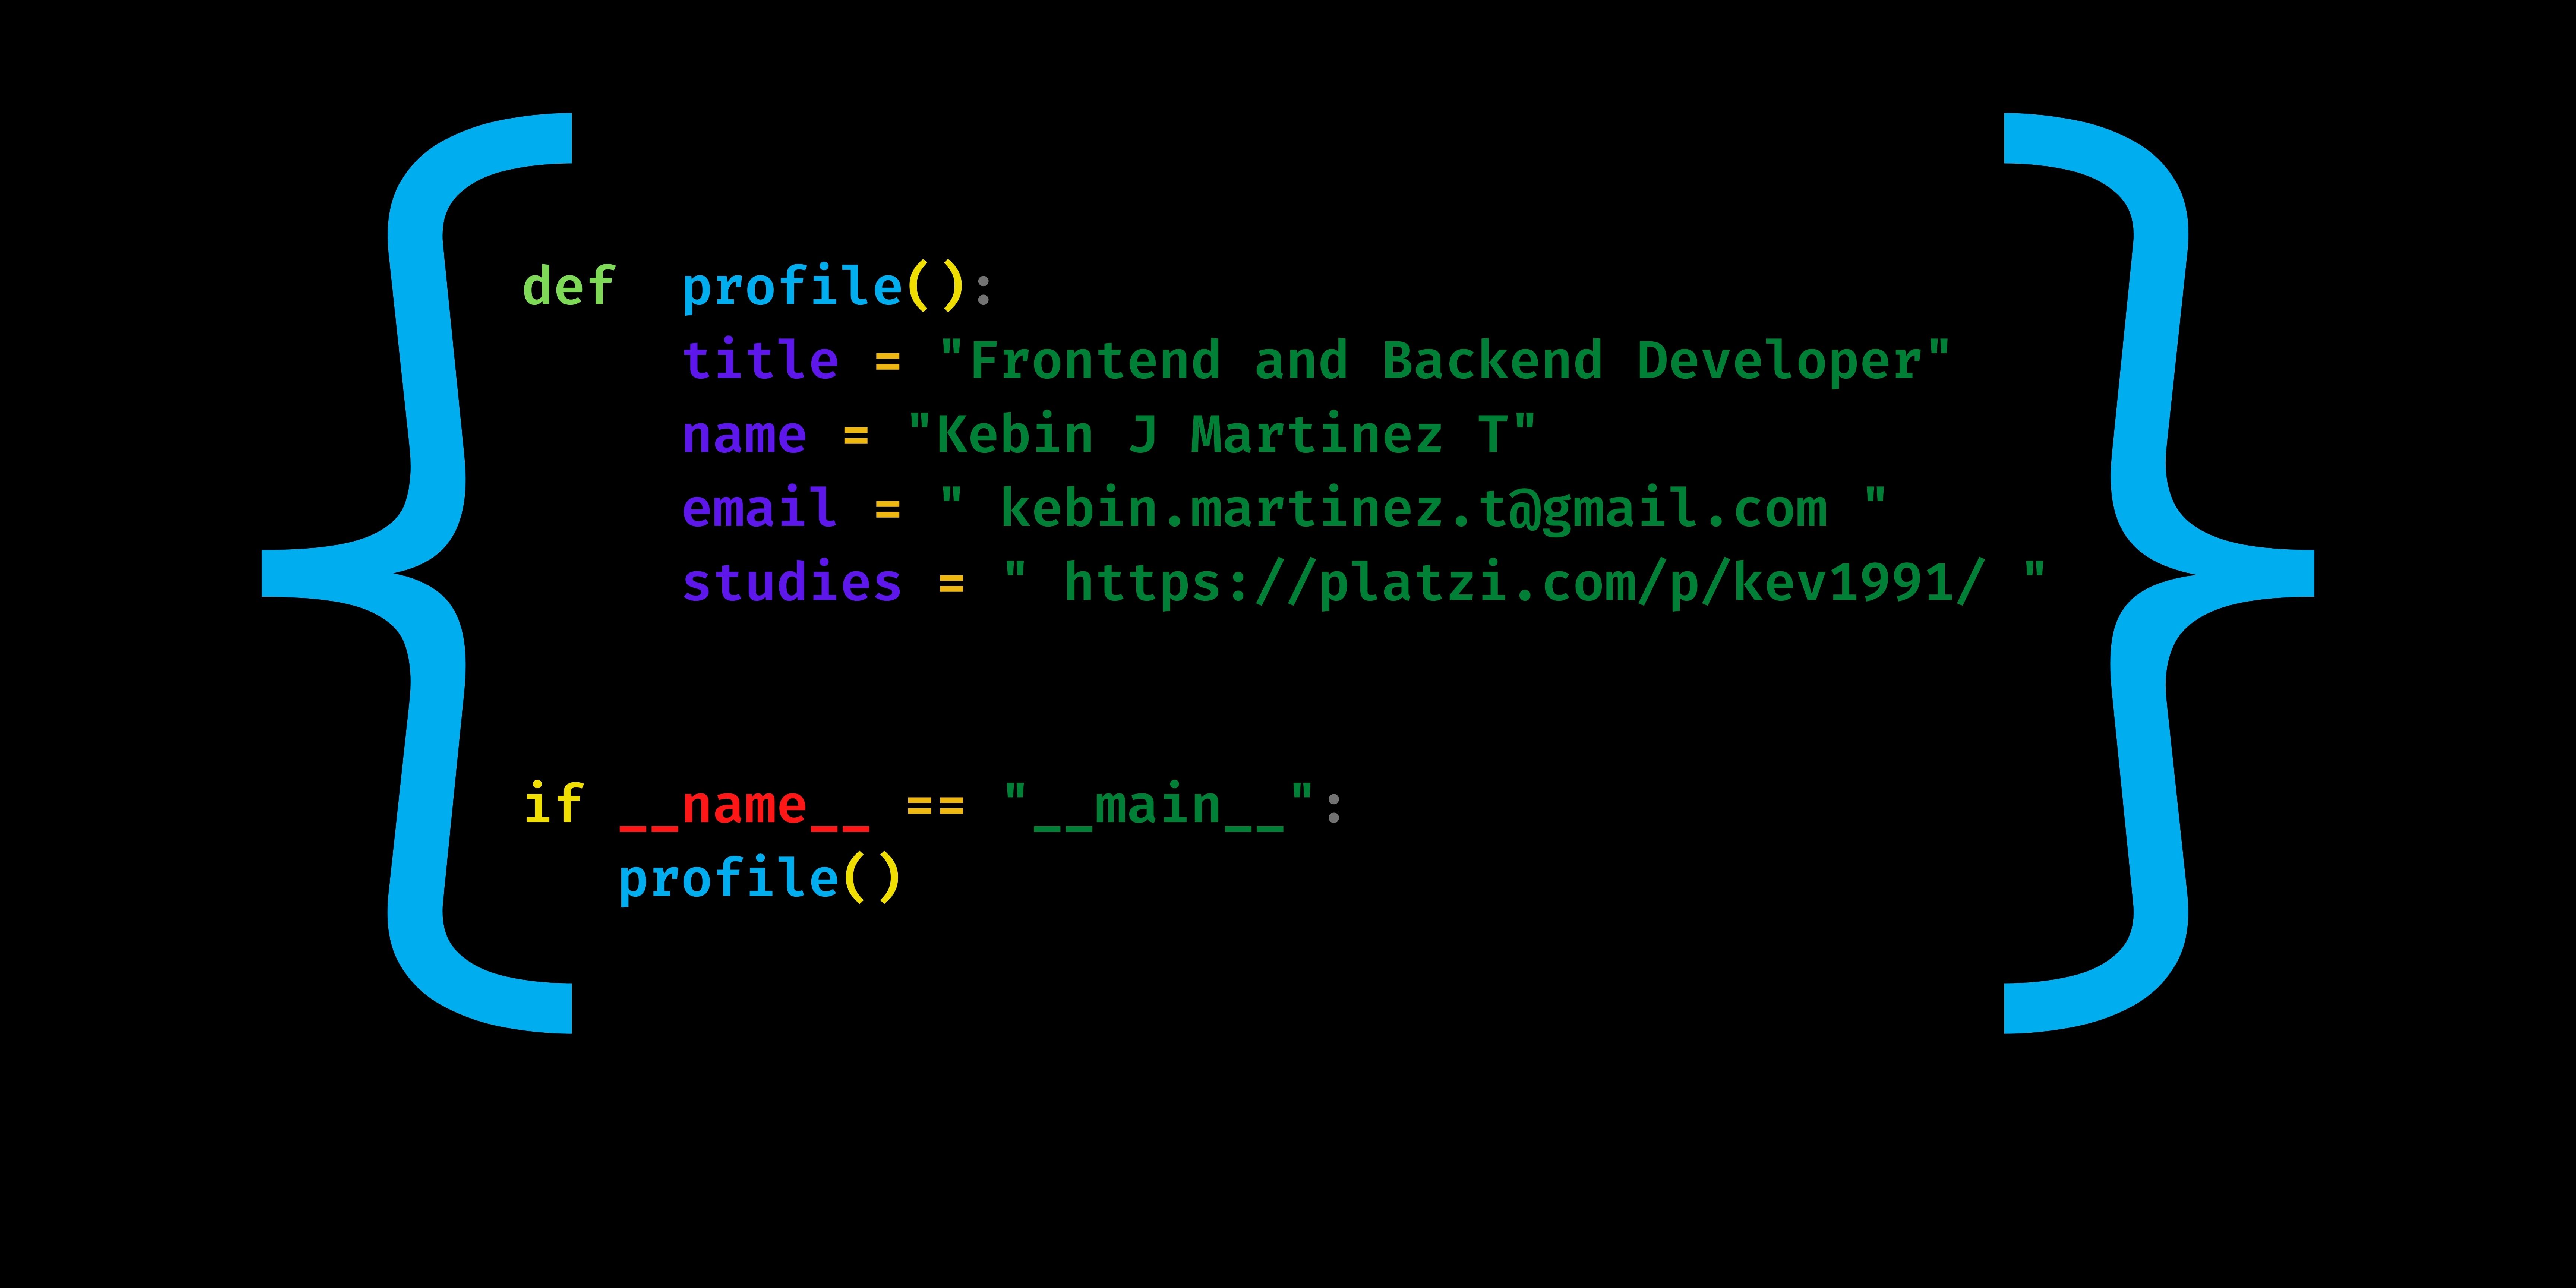 def  profile():
     title = "Frontend and Backend Developer"
     name = "Kebin J Martinez T"
     email = " kebin.martinez.t@gmail.com "
     studies = " https://platzi.com/p/kev1991/ "
if __name__ == "__main__":
   profile()